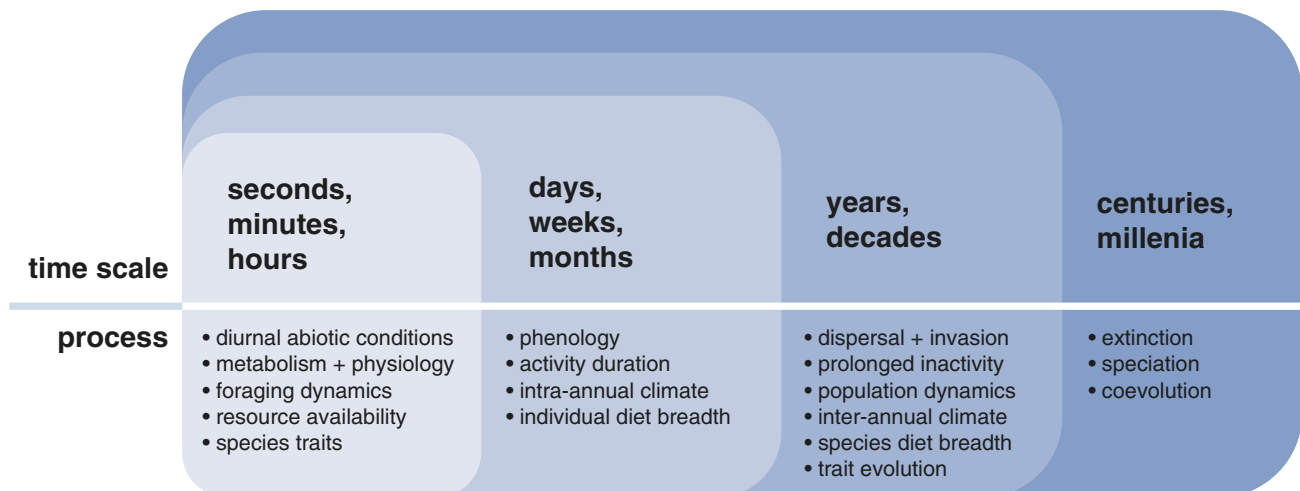 seconds,
minutes,
hours
days,
weeks,
months
years,
decades
centuries,
millenia
time scale
process
• diurnal abiotic conditions
• metabolism + physiology
• foraging dynamics
• resource availability
• species traits
• phenology
• activity duration
• intra-annual climate
• individual diet breadth
• dispersal + invasion
• prolonged inactivity
• population dynamics
• inter-annual climate
• species diet breadth
• trait evolution
• extinction
• speciation
• coevolution